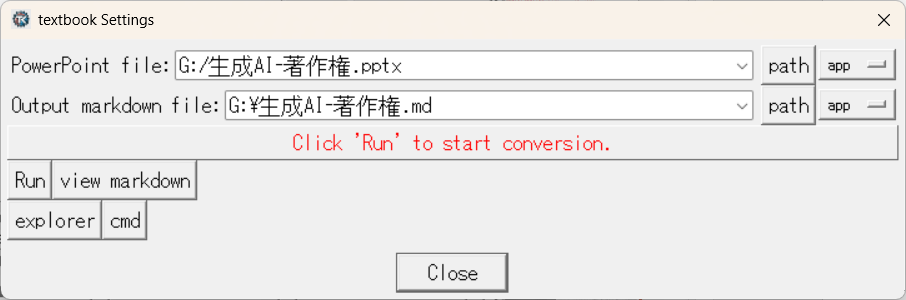 textbook Settings
PowerPoint file: G:/生成AI-著作権.pptx path app
Output markdown file: G:¥生成AI-著作権.md path app
Click 'Run' to start conversion.
Run view markdown
explorer cmd
Close